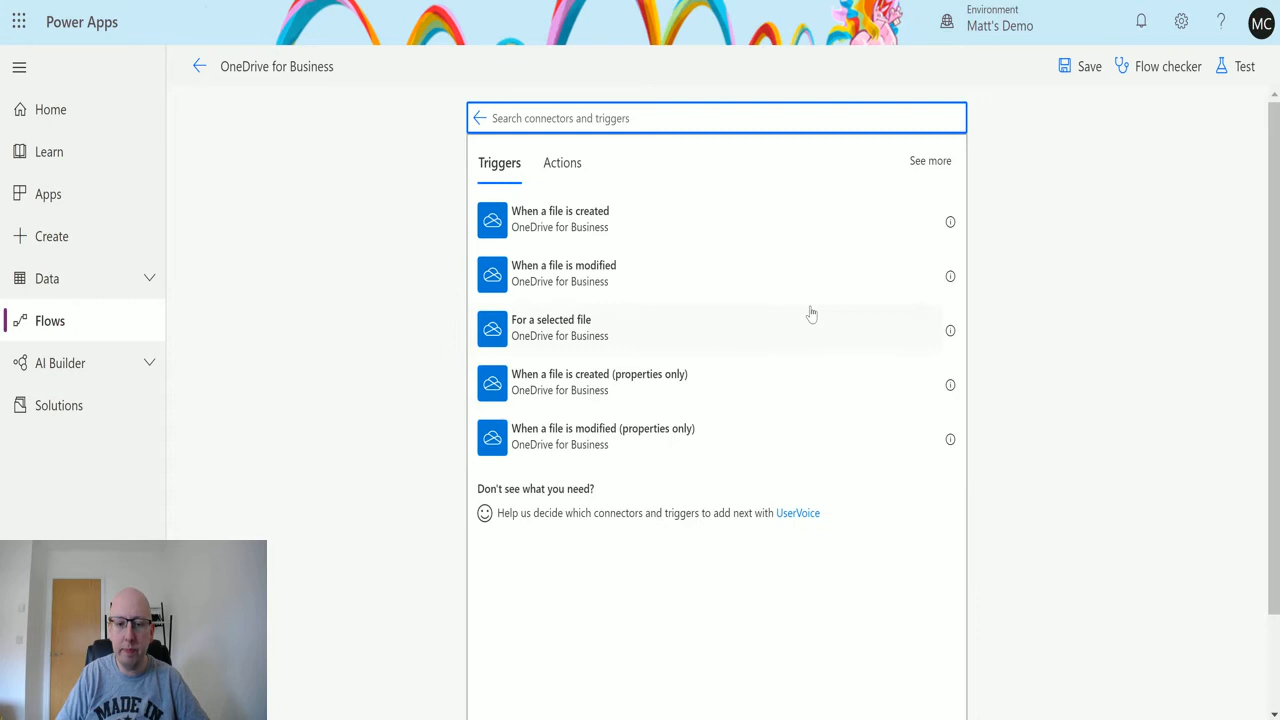 Power Apps
Environment
Matt's Demo
MC
OneDrive for Business
Save
Flow checker
Test
Home
Learn
Apps
Create
Data
Flows
AI Builder
Solutions
Search connectors and triggers
Triggers
Actions
See more
When a file is created
OneDrive for Business
When a file is modified
OneDrive for Business
For a selected file
OneDrive for Business
When a file is created (properties only)
OneDrive for Business
When a file is modified (properties only)
OneDrive for Business
Don't see what you need?
Help us decide which connectors and triggers to add next with UserVoice
MADE IN